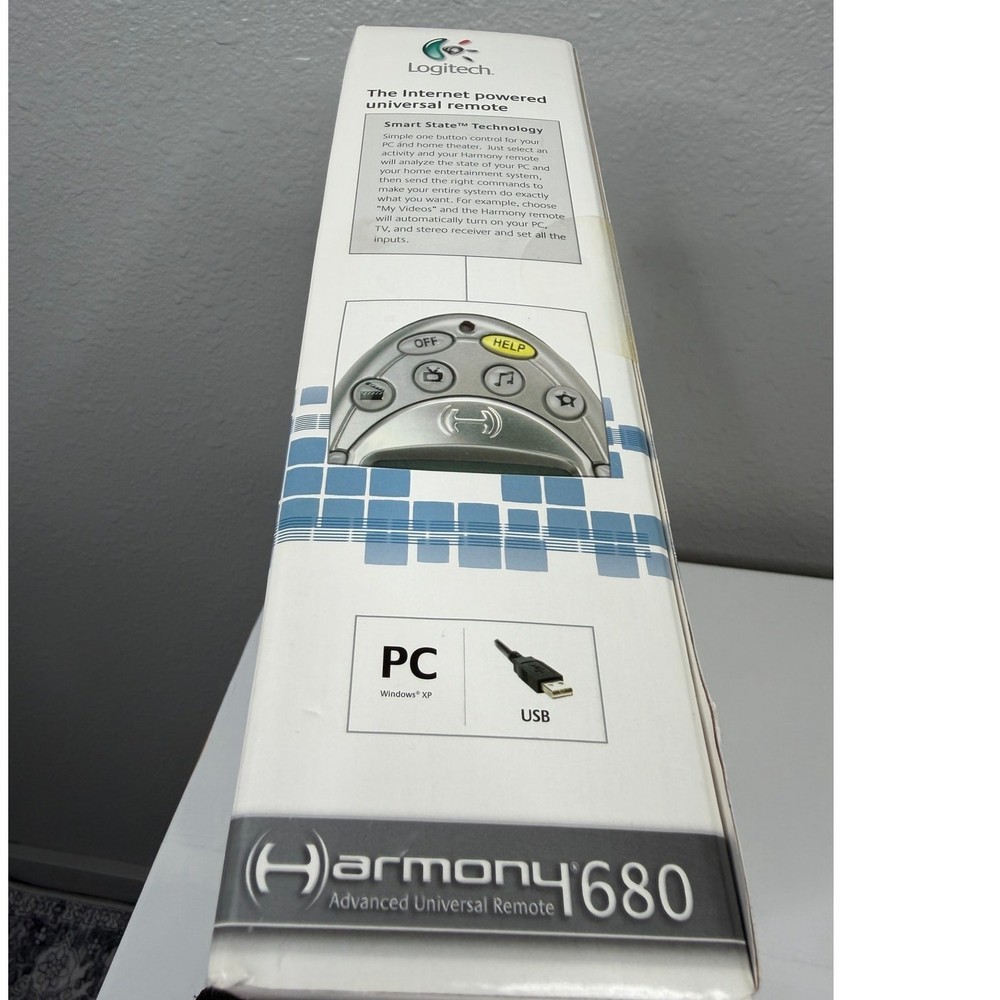 Logitech.
The Internet powered
universal remote
Smart State™ Technology
Simple one button control for your
PC and home theater. Just select an
activity and your Harmony remote
will analyze the state of your PC and
your home entertainment system,
then send the right commands to
make your entire system do exactly
what you want. For example, choose
"My Videos" and the Harmony remote
will automatically turn on your PC,
TV, and stereo receiver and set all the
inputs.
OFF HELP
PC
Windows® XP
USB
Harmony® 680
Advanced Universal Remote